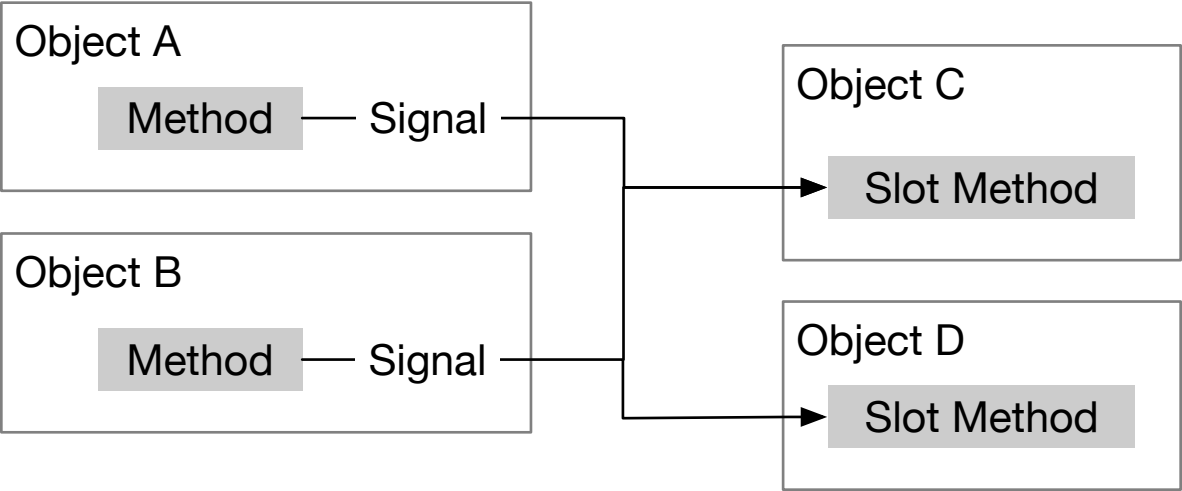 Object A
Method
Signal
Object B
Method
Signal
Object C
Slot Method
Object D
Slot Method